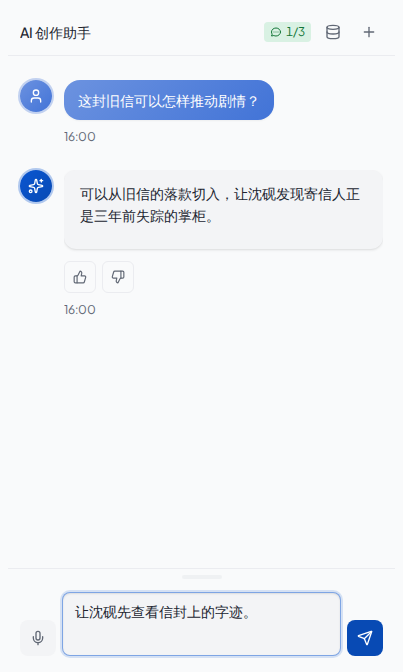 AI 创作助手
1/3
这封旧信可以怎样推动剧情？
16:00
可以从旧信的落款切入，让沈砚发现寄信人正
是三年前失踪的掌柜。
16:00
让沈砚先查看信封上的字迹。